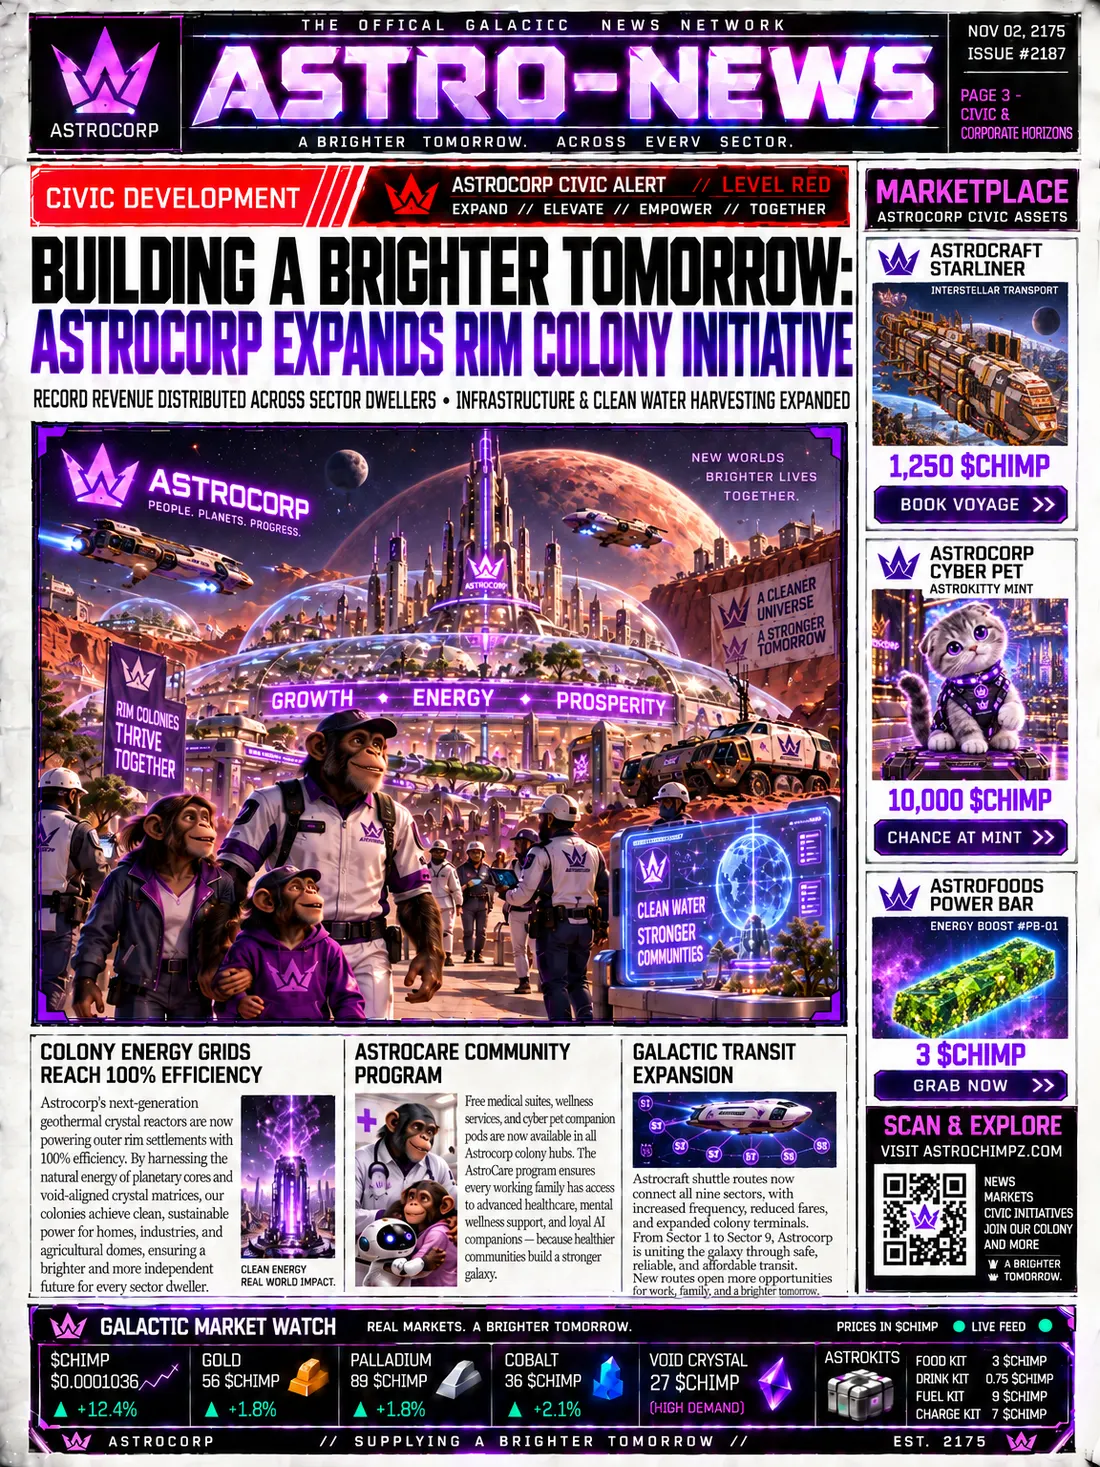 THE OFFICAL GALACICC NEWS NETWORK
ASTRO-NEWS
A BRIGHTER TOMORROW. ACROSS EVERV SECTOR.
ASTROCORP
NOV 02, 2175
ISSUE #2187
PAGE 3 -
CIVIC &
CORPORATE HORIZONS
CIVIC DEVELOPMENT
ASTROCORP CIVIC ALERT // LEVEL RED
EXPAND // ELEVATE // EMPOWER // TOGETHER
BUILDING A BRIGHTER TOMORROW:
ASTROCORP EXPANDS RIM COLONY INITIATIVE
RECORD REVENUE DISTRIBUTED ACROSS SECTOR DWELLERS • INFRASTRUCTURE & CLEAN WATER HARVESTING EXPANDED
ASTROCORP
PEOPLE. PLANETS. PROGRESS.
NEW WORLDS
BRIGHTER LIVES
TOGETHER.
ASTROCORP
A CLEANER
UNIVERSE
A STRONGER
TOMORROW
GROWTH ✦ ENERGY ✦ PROSPERITY
RIM COLONIES
THRIVE
TOGETHER
CLEAN WATER
STRONGER
COMMUNITIES
COLONY ENERGY GRIDS
REACH 100% EFFICIENCY
Astrocorp's next-generation
geothermal crystal reactors are now
powering outer rim settlements with
100% efficiency. By harnessing the
natural energy of planetary cores and
void-aligned crystal matrices, our
colonies achieve clean, sustainable
power for homes, industries, and
agricultural domes, ensuring a
brighter and more independent
future for every sector dweller.
CLEAN ENERGY
REAL WORLD IMPACT.
ASTROCARE COMMUNITY
PROGRAM
Free medical suites, wellness
services, and cyber pet companion
pods are now available in all
Astrocorp colony hubs. The
AstroCare program ensures
every working family has access
to advanced healthcare, mental
wellness support, and loyal AI
companions — because healthier
communities build a stronger
galaxy.
GALACTIC TRANSIT
EXPANSION
Astrocraft shuttle routes now
connect all nine sectors, with
increased frequency, reduced fares,
and expanded colony terminals.
From Sector 1 to Sector 9, Astrocorp
is uniting the galaxy through safe,
reliable, and affordable transit.
New routes open more opportunities
for work, family, and a brighter tomorrow.
MARKETPLACE
ASTROCORP CIVIC ASSETS
ASTROCRAFT
STARLINER
INTERSTELLAR TRANSPORT
1,250 $CHIMP
BOOK VOYAGE >>
ASTROCORP
CYBER PET
ASTROKITTY MINT
10,000 $CHIMP
CHANCE AT MINT >>
ASTROFOODS
POWER BAR
ENERGY BOOST #PB-01
3 $CHIMP
GRAB NOW >>
SCAN & EXPLORE
VISIT ASTROCHIMPZ.COM
NEWS
MARKETS
CIVIC INITIATIVES
JOIN OUR COLONY
AND MORE
A BRIGHTER
TOMORROW.
GALACTIC MARKET WATCH REAL MARKETS. A BRIGHTER TOMORROW. PRICES IN $CHIMP LIVE FEED
$CHIMP
$0.0001036
▲ +12.4%
GOLD
56 $CHIMP
▲ +1.8%
PALLADIUM
89 $CHIMP
▲ +1.8%
COBALT
36 $CHIMP
▲ +2.1%
VOID CRYSTAL
27 $CHIMP
(HIGH DEMAND)
ASTROKITS
FOOD KIT 3 $CHIMP
DRINK KIT 0.75 $CHIMP
FUEL KIT 9 $CHIMP
CHARGE KIT 7 $CHIMP
ASTROCORP // SUPPLYING A BRIGHTER TOMORROW // EST. 2175